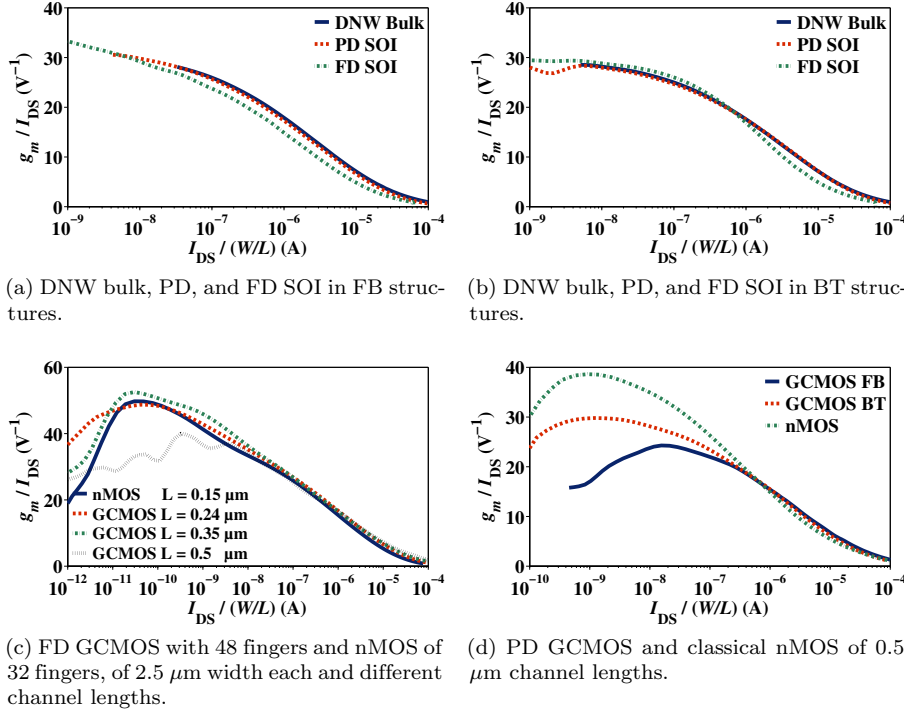 40
30
20
10
0
g_m / I_DS (V⁻¹)
DNW Bulk
PD SOI
FD SOI
10⁻⁹ 10⁻⁸ 10⁻⁷ 10⁻⁶ 10⁻⁵ 10⁻⁴
I_DS / (W/L) (A)
(a) DNW bulk, PD, and FD SOI in FB struc-
tures.
40
30
20
10
0
g_m / I_DS (V⁻¹)
DNW Bulk
PD SOI
FD SOI
10⁻⁹ 10⁻⁸ 10⁻⁷ 10⁻⁶ 10⁻⁵ 10⁻⁴
I_DS / (W/L) (A)
(b) DNW bulk, PD, and FD SOI in BT struc-
tures.
60
40
20
0
g_m / I_DS (V⁻¹)
nMOS L = 0.15 µm
GCMOS L = 0.24 µm
GCMOS L = 0.35 µm
GCMOS L = 0.5 µm
10⁻¹² 10⁻¹¹ 10⁻¹⁰ 10⁻⁹ 10⁻⁸ 10⁻⁷ 10⁻⁶ 10⁻⁵ 10⁻⁴
I_DS / (W/L) (A)
(c) FD GCMOS with 48 fingers and nMOS of
32 fingers, of 2.5 µm width each and different
channel lengths.
40
30
20
10
0
g_m / I_DS (V⁻¹)
GCMOS FB
GCMOS BT
nMOS
10⁻¹⁰ 10⁻⁹ 10⁻⁸ 10⁻⁷ 10⁻⁶ 10⁻⁵ 10⁻⁴
I_DS / (W/L) (A)
(d) PD GCMOS and classical nMOS of 0.5
µm channel lengths.